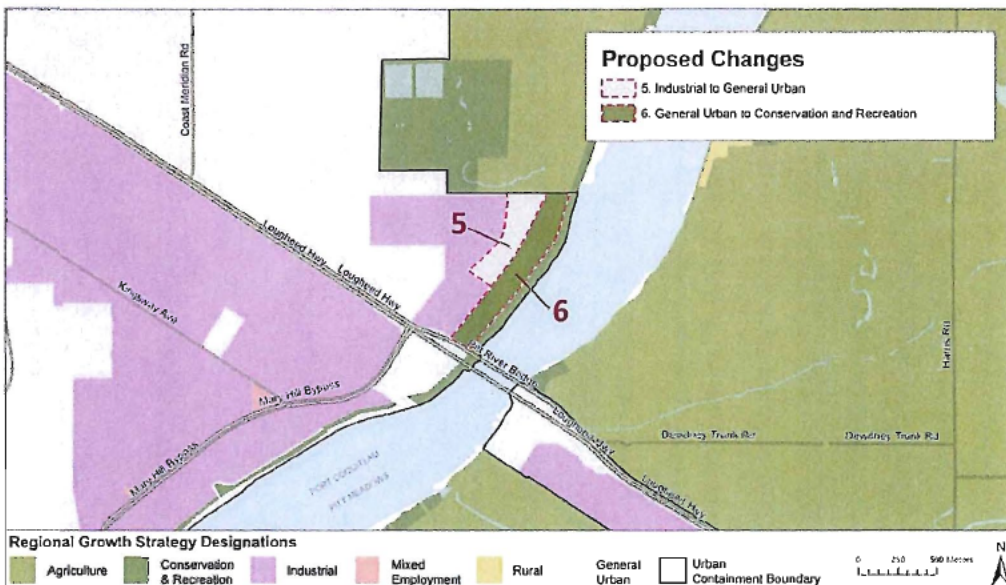 Proposed Changes
5. Industrial to General Urban
6. General Urban to Conservation and Recreation
Coast Meridian Rd
Lougheed Hwy
Lougheed Hwy
Lougheed Hwy
Kingsway Ave
5
6
Pitt River Bridge
Mary Hill Bypass
Mary Hill Bypass
Harris Rd
Lougheed Hwy
Dewdney Trunk Rd
Dewdney Trunk Rd
Lougheed Hwy
PORT COQUITLAM
PITT MEADOWS
Regional Growth Strategy Designations
Agriculture
Conservation
& Recreation
Industrial
Mixed
Employment
Rural
General
Urban
Urban
Containment Boundary
0 250 500 Meters
N